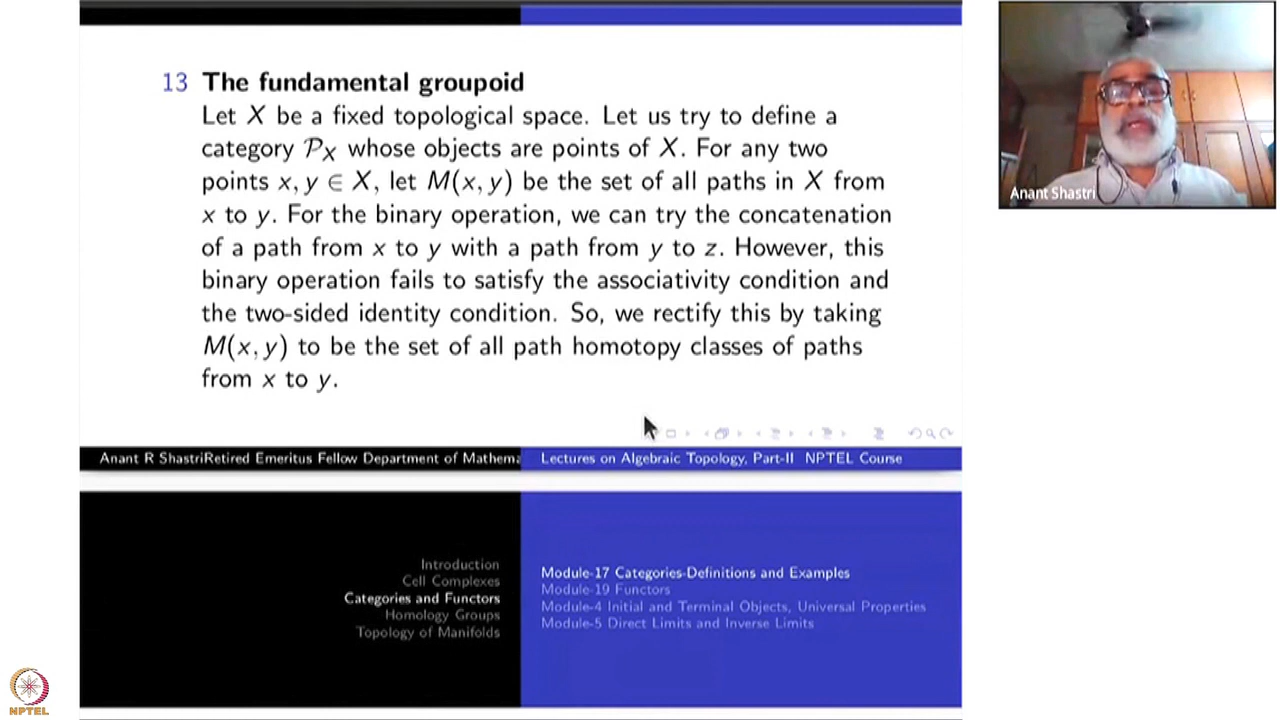 13 The fundamental groupoid
Let X be a fixed topological space. Let us try to define a
category 𝒫X whose objects are points of X. For any two
points x, y ∈ X, let M(x, y) be the set of all paths in X from
x to y. For the binary operation, we can try the concatenation
of a path from x to y with a path from y to z. However, this
binary operation fails to satisfy the associativity condition and
the two-sided identity condition. So, we rectify this by taking
M(x, y) to be the set of all path homotopy classes of paths
from x to y.
Anant R ShastriRetired Emeritus Fellow Department of Mathema
Lectures on Algebraic Topology, Part-II NPTEL Course
Introduction
Cell Complexes
Categories and Functors
Homology Groups
Topology of Manifolds
Module-17 Categories-Definitions and Examples
Module-19 Functors
Module-4 Initial and Terminal Objects, Universal Properties
Module-5 Direct Limits and Inverse Limits
Anant Shastri
NPTEL